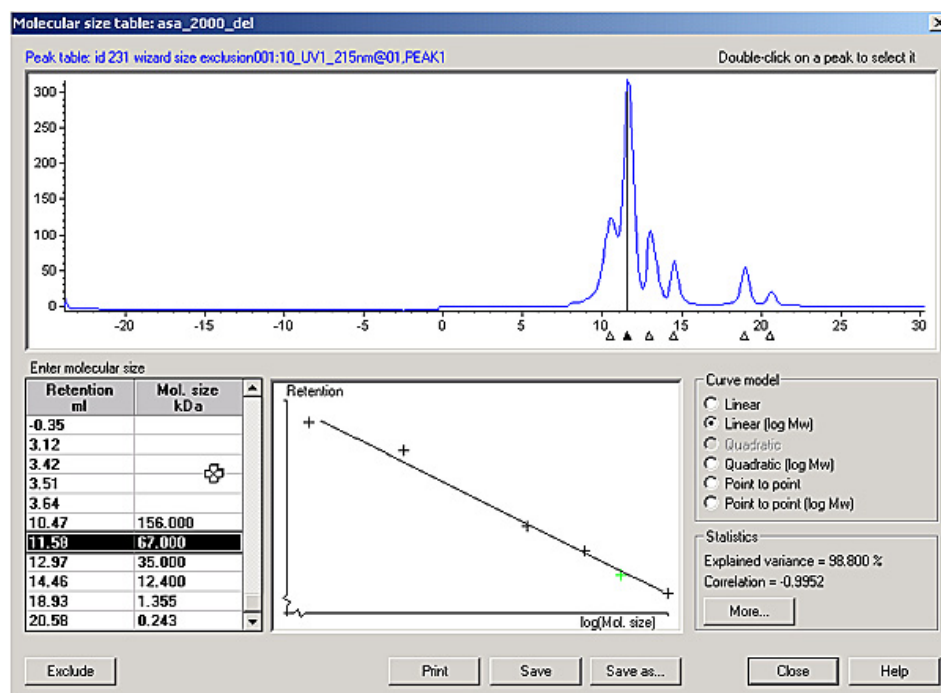 Molecular size table: asa_2000_del
Peak table: id 231 wizard size exclusion001:10_UV1_215nm@01,PEAK1 Double-click on a peak to select it
300
250
200
150
100
50
0
-20 -15 -10 -5 0 5 10 15 20 25 30
Enter molecular size
Retention ml Mol. size kDa
-0.35
3.12
3.42
3.51
3.64
10.47 156.000
11.58 67.000
12.97 35.000
14.46 12.400
18.93 1.355
20.58 0.243
Retention
log(Mol. size)
Curve model
Linear
Linear (log Mw)
Quadratic
Quadratic (log Mw)
Point to point
Point to point (log Mw)
Statistics
Explained variance = 98.800 %
Correlation = -0.9952
More...
Exclude Print Save Save as... Close Help